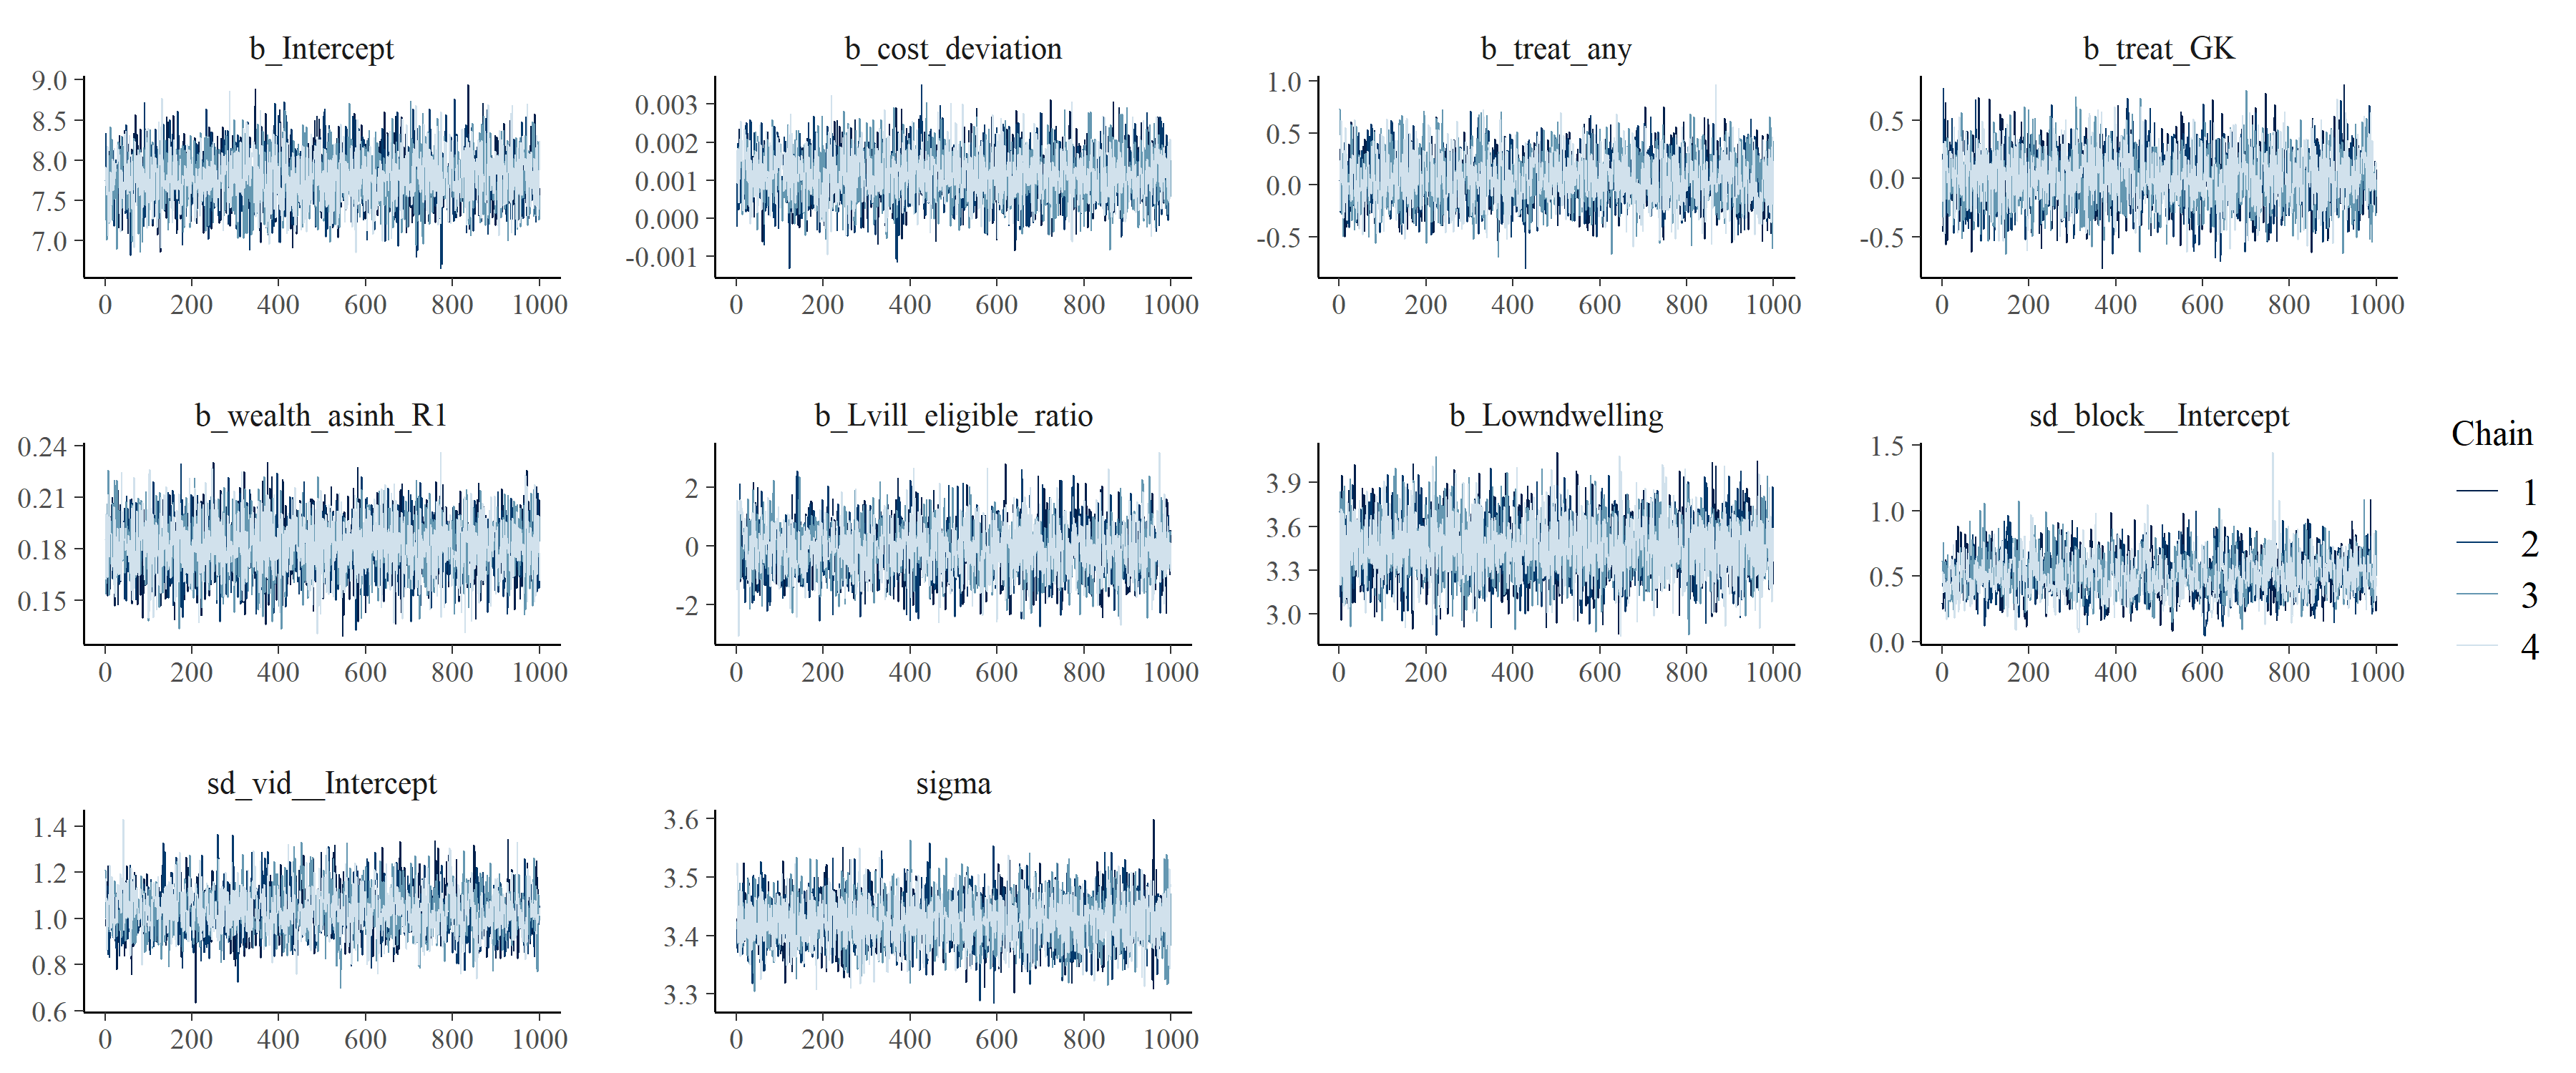 b_Intercept
9.0
8.5
8.0
7.5
7.0
0 200 400 600 800 1000
b_cost_deviation
0.003
0.002
0.001
0.000
-0.001
0 200 400 600 800 1000
b_treat_any
1.0
0.5
0.0
-0.5
0 200 400 600 800 1000
b_treat_GK
0.5
0.0
-0.5
0 200 400 600 800 1000
b_wealth_asinh_R1
0.24
0.21
0.18
0.15
0 200 400 600 800 1000
b_Lvill_eligible_ratio
2
0
-2
0 200 400 600 800 1000
b_Lowndwelling
3.9
3.6
3.3
3.0
0 200 400 600 800 1000
sd_block__Intercept
1.5
1.0
0.5
0.0
0 200 400 600 800 1000
Chain
1
2
3
4
sd_vid__Intercept
1.4
1.2
1.0
0.8
0.6
0 200 400 600 800 1000
sigma
3.6
3.5
3.4
3.3
0 200 400 600 800 1000